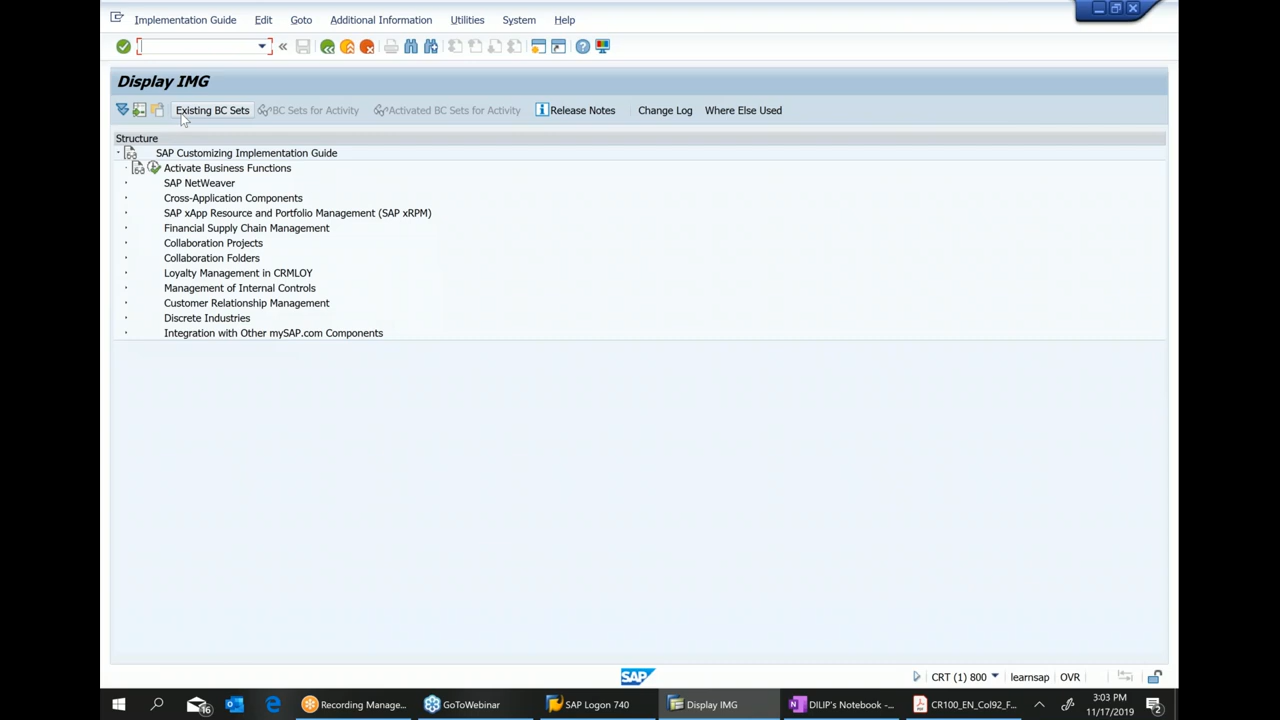 Implementation Guide Edit Goto Additional Information Utilities System Help
Display IMG
Existing BC Sets BC Sets for Activity Activated BC Sets for Activity Release Notes Change Log Where Else Used
Structure
SAP Customizing Implementation Guide
Activate Business Functions
SAP NetWeaver
Cross-Application Components
SAP xApp Resource and Portfolio Management (SAP xRPM)
Financial Supply Chain Management
Collaboration Projects
Collaboration Folders
Loyalty Management in CRMLOY
Management of Internal Controls
Customer Relationship Management
Discrete Industries
Integration with Other mySAP.com Components
SAP CRT (1) 800 learnsap OVR
16 Recording Manage... GoToWebinar SAP Logon 740 Display IMG DILIP's Notebook -... CR100_EN_Col92_F... 3:03 PM
11/17/2019 2